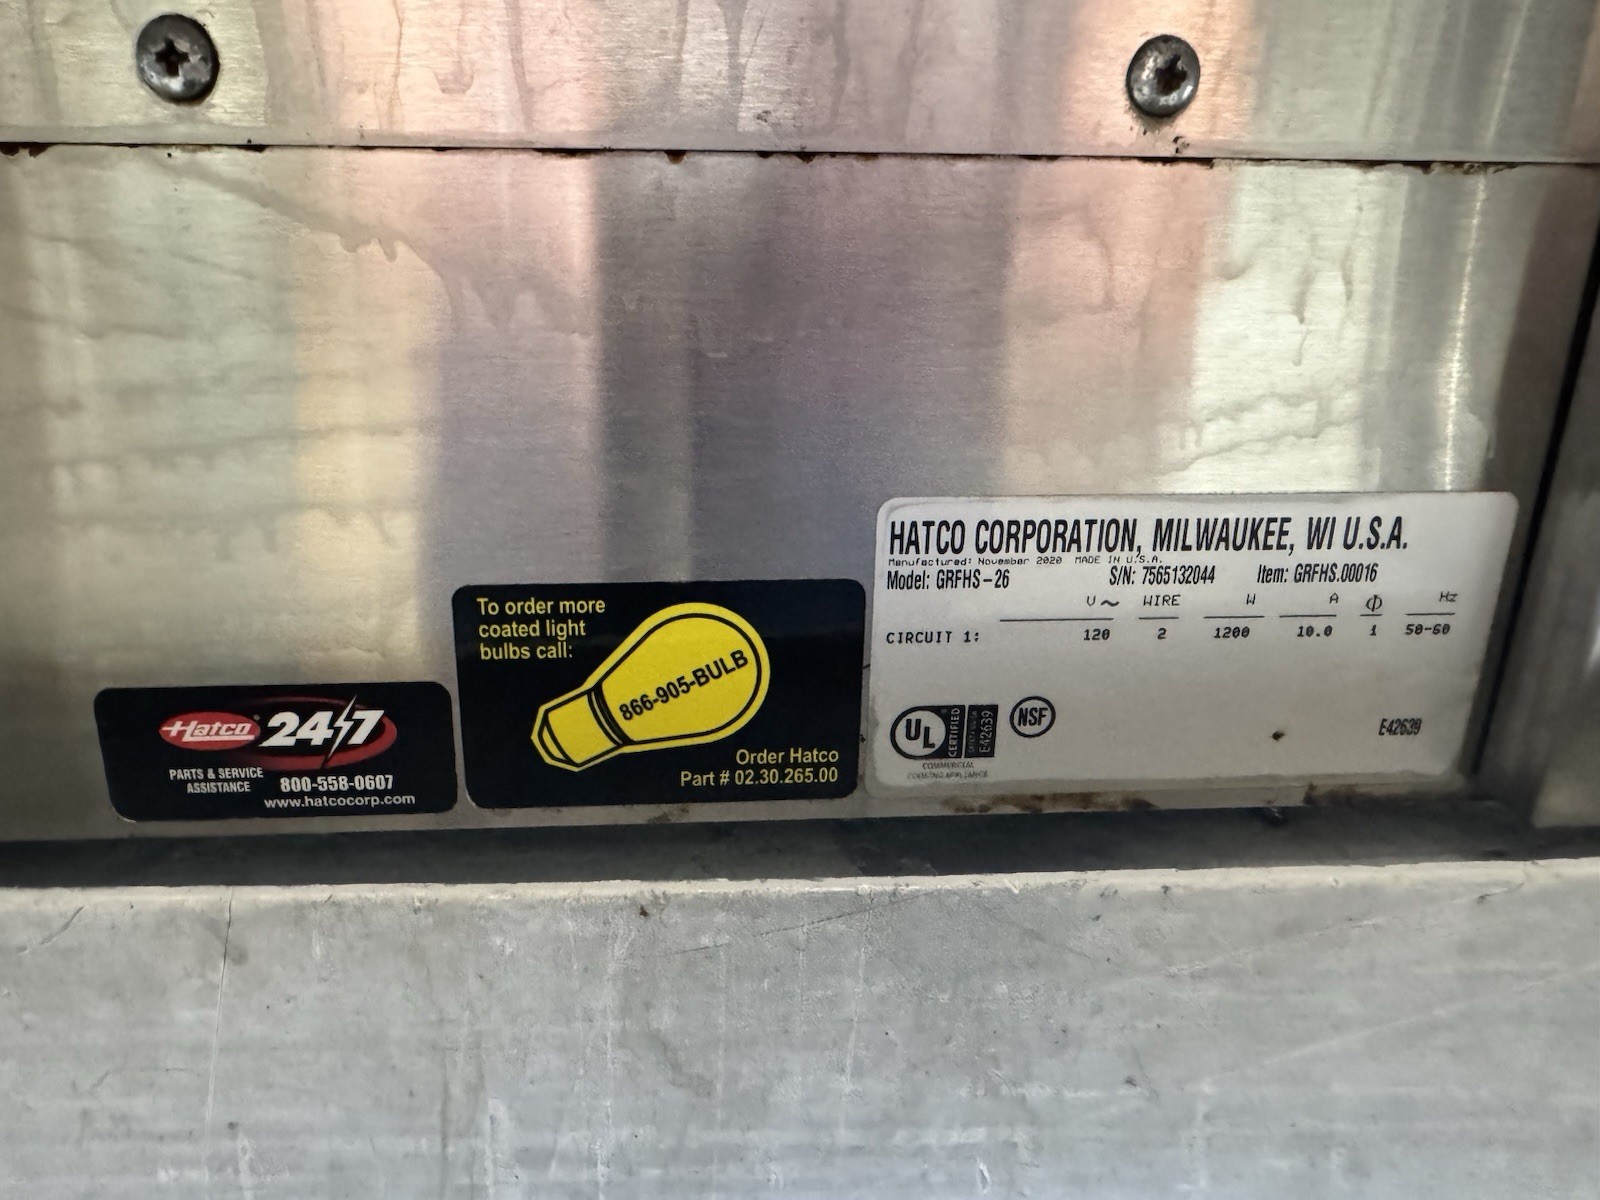 Hatco® 24/7
PARTS & SERVICE
ASSISTANCE
800-558-0607
www.hatcocorp.com
To order more
coated light
bulbs call:
866-905-BULB
Order Hatco
Part # 02.30.265.00
HATCO CORPORATION, MILWAUKEE, WI U.S.A.
Manufactured: November 2020 MADE IN U.S.A.
Model: GRFHS-26 S/N: 7565132044 Item: GRFHS.00016
V~ WIRE W A Φ Hz
CIRCUIT 1: 120 2 1200 10.0 1 50-60
UL
CERTIFIED
E42639
COMMERCIAL
NSF
E42639